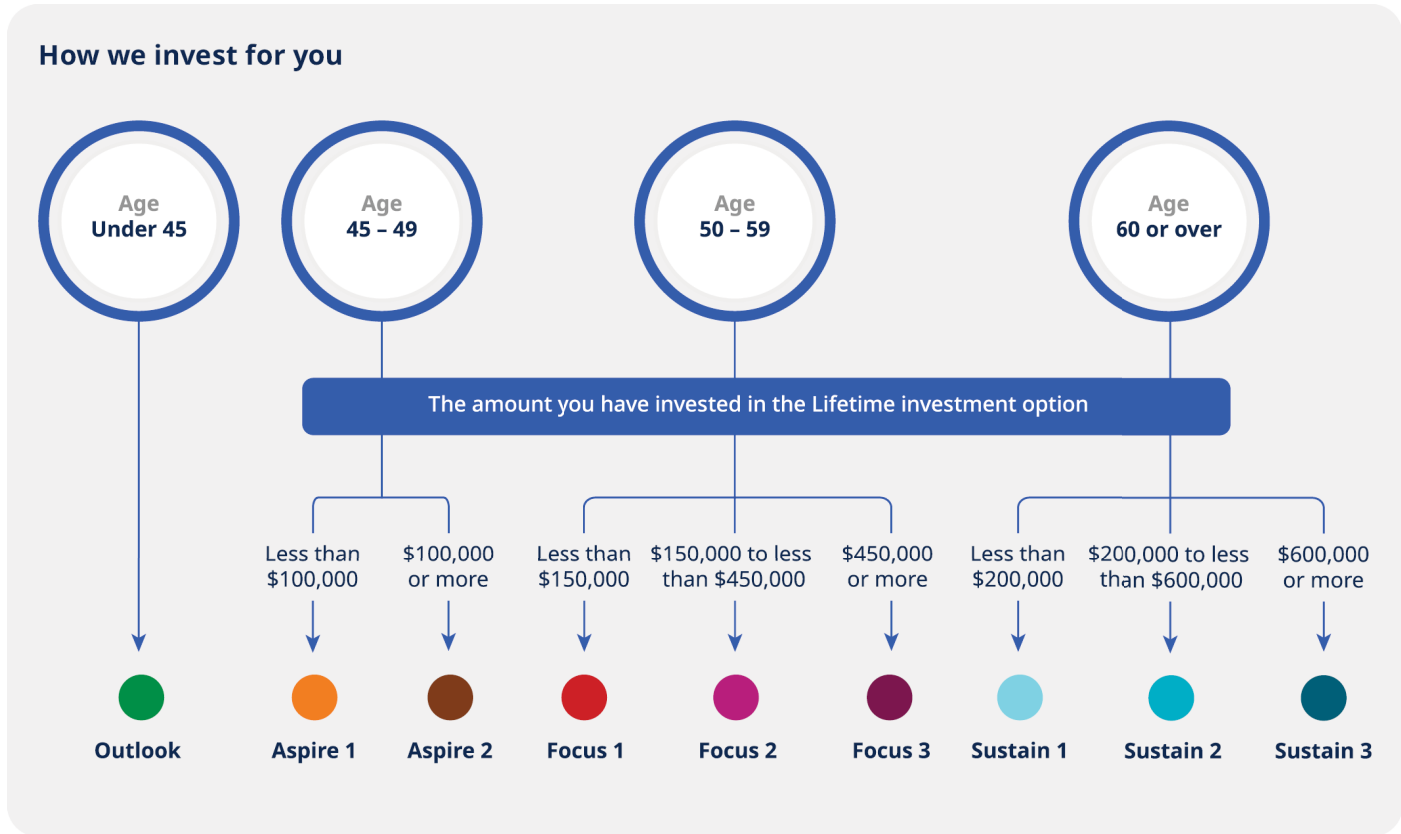 How we invest for you
Age
Under 45
Age
45 – 49
Age
50 – 59
Age
60 or over
The amount you have invested in the Lifetime investment option
Less than
$100,000
$100,000
or more
Less than
$150,000
$150,000 to less
than $450,000
$450,000
or more
Less than
$200,000
$200,000 to less
than $600,000
$600,000
or more
Outlook
Aspire 1
Aspire 2
Focus 1
Focus 2
Focus 3
Sustain 1
Sustain 2
Sustain 3